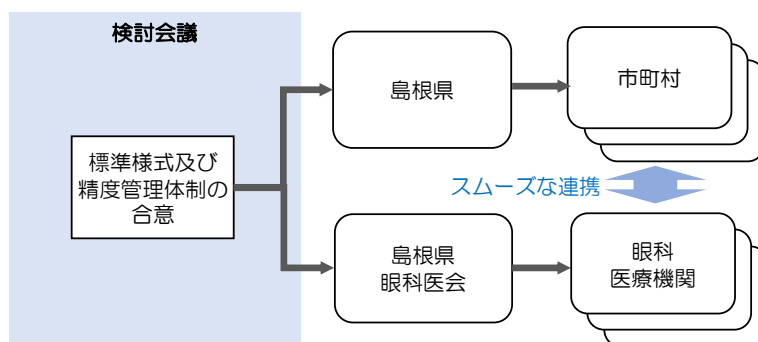 検討会議
標準様式及び
精度管理体制の
合意
島根県
市町村
スムーズな連携
島根県
眼科医会
眼科
医療機関